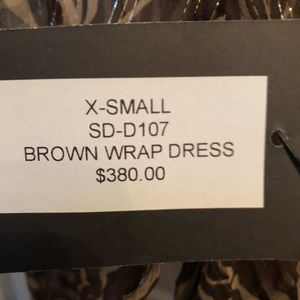 X-SMALL
SD-D107
BROWN WRAP DRESS
$380.00